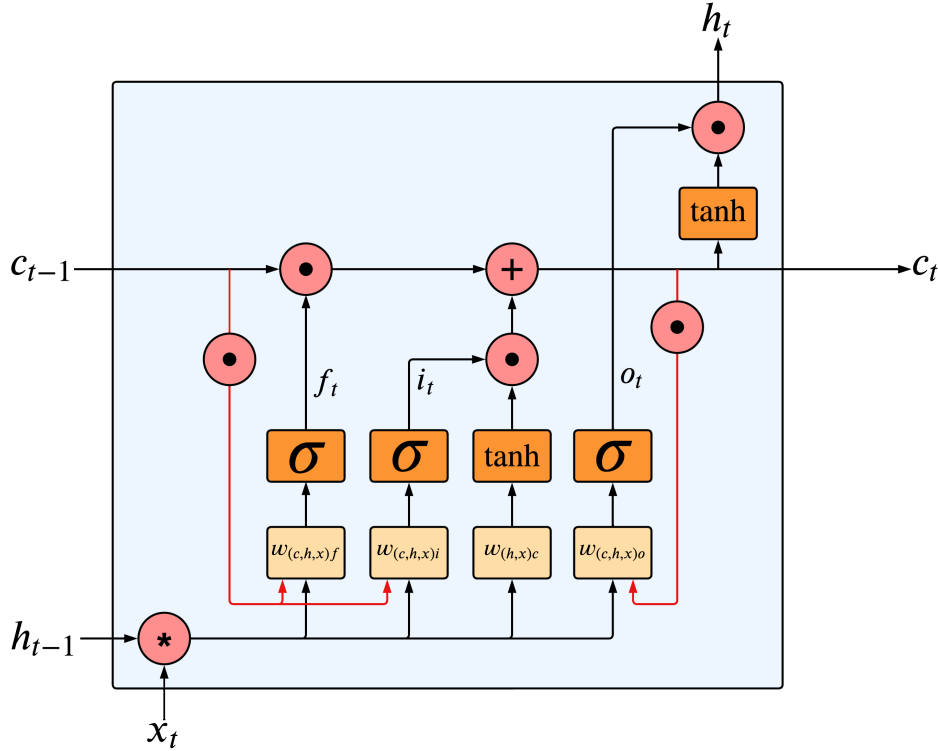 h_t
tanh
c_{t-1}
+
c_t
f_t
i_t
o_t
σ
σ
tanh
σ
w_{(c,h,x)f}
w_{(c,h,x)i}
w_{(h,x)c}
w_{(c,h,x)o}
h_{t-1}
*
x_t